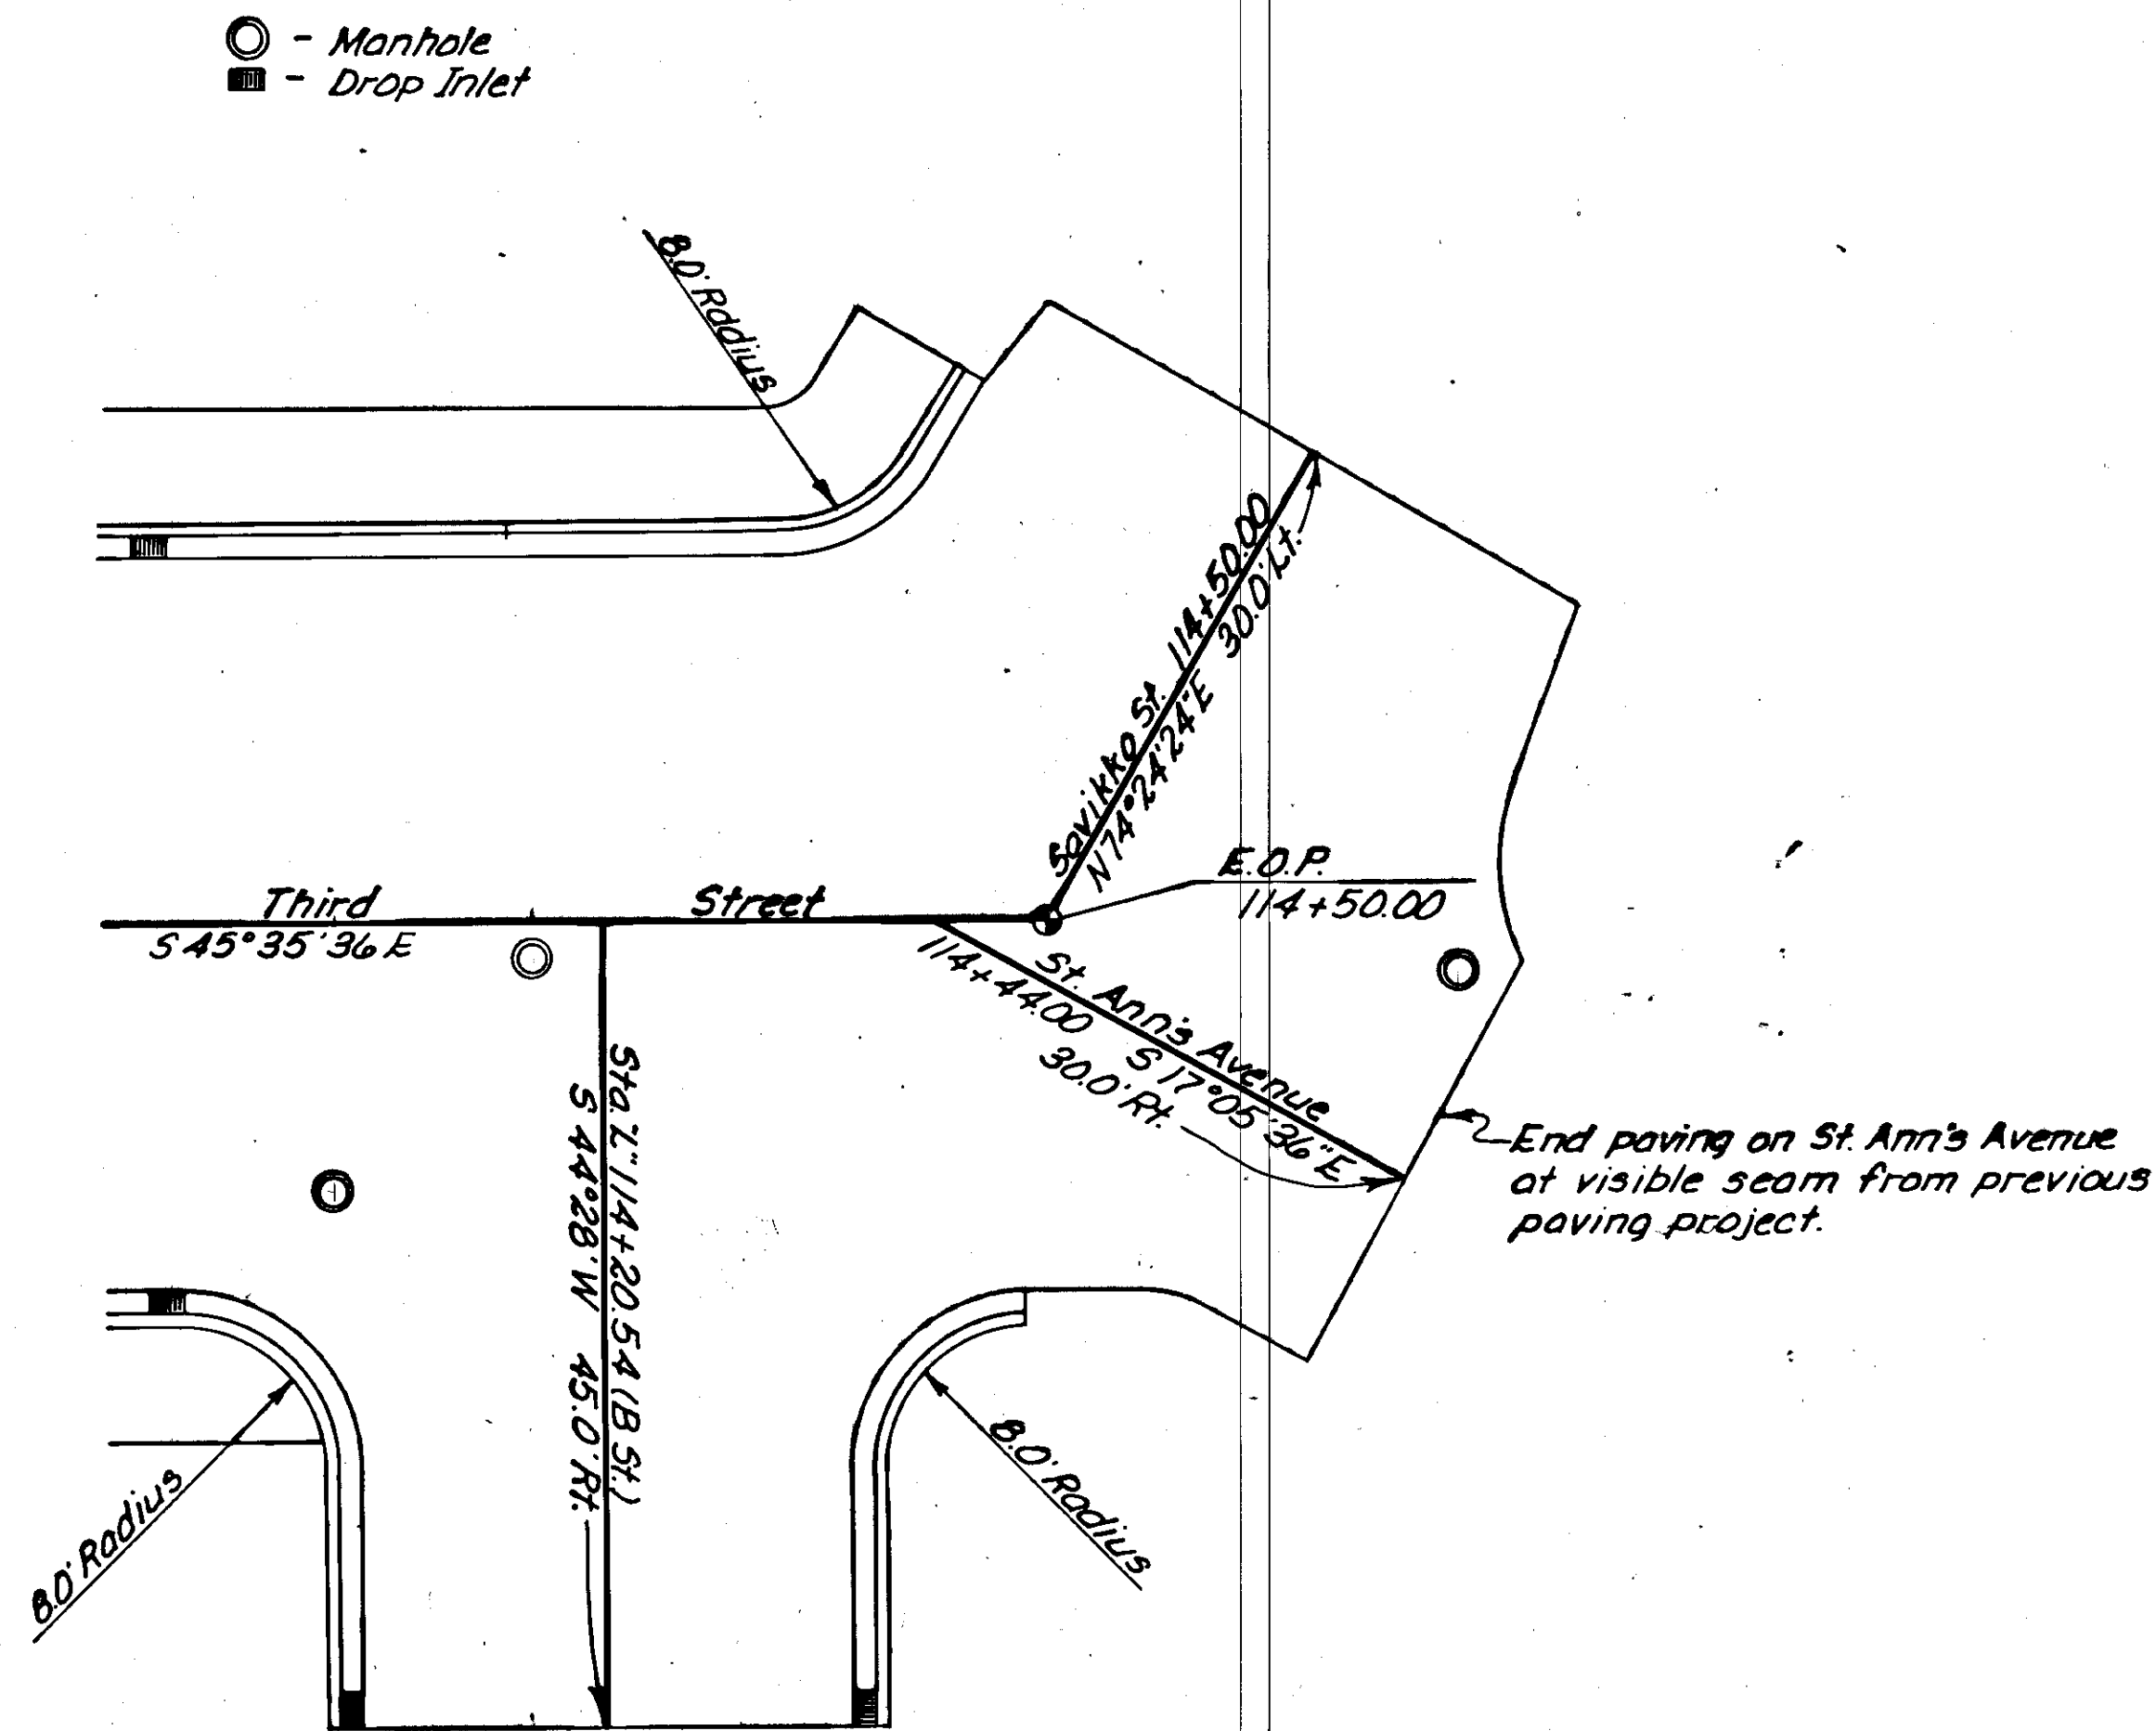 - Manhole
- Drop Inlet
8.0' Radius
Savikko St. 114+50.00
N 74°24'24"E 30.0' Lt.
E.O.P.
114+50.00
Third Street
S 45°35'36 E
St. Ann's Avenue
114+44.00 S 17°05'36"E
30.0' Rt.
Sta. "L" 114+20.54 (B St.)
S 44°28' W 45.0' Rt.
End paving on St. Ann's Avenue
at visible seam from previous
paving project.
8.0' Radius
8.0' Radius